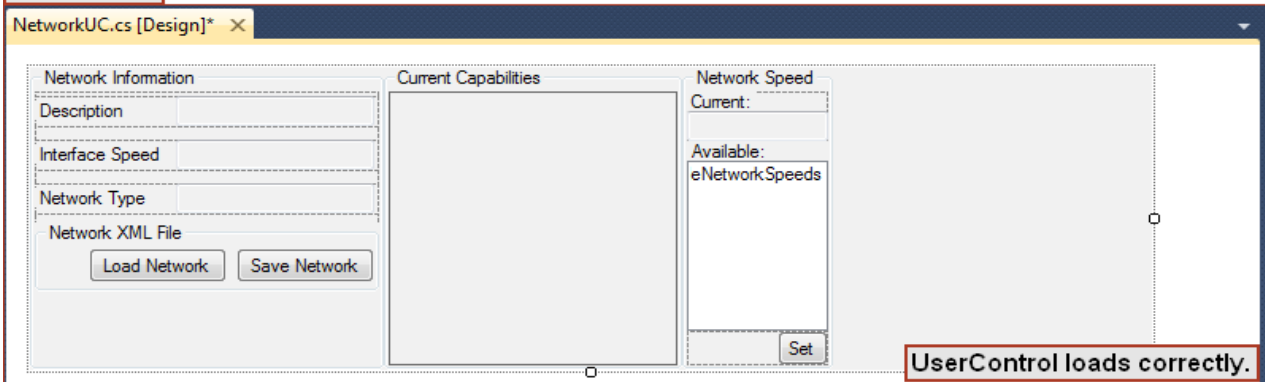 NetworkUC.cs [Design]*
Network Information
Description
Interface Speed
Network Type
Network XML File
Load Network Save Network
Current Capabilities
Network Speed
Current:
Available:
eNetworkSpeeds
Set
UserControl loads correctly.